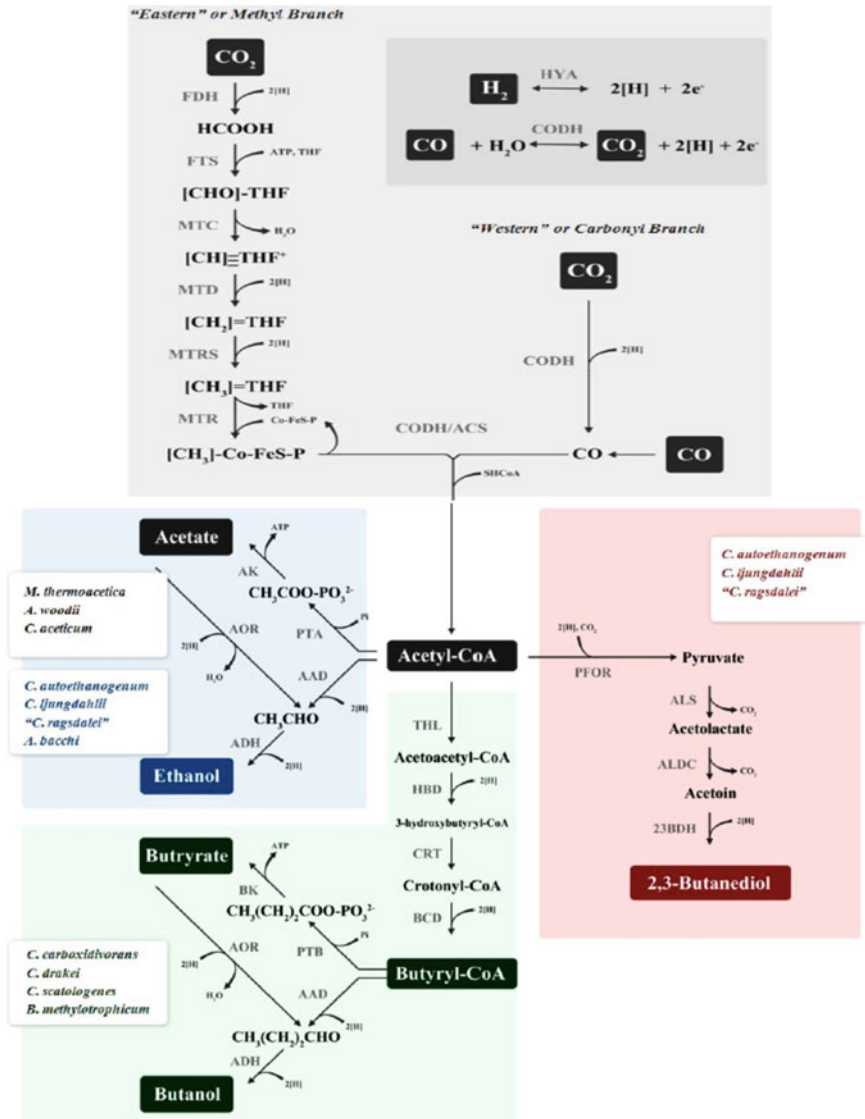 "Eastern" or Methyl Branch
CO2
FDH
2[H]
HCOOH
FTS
ATP, THF
[CHO]-THF
MTC
H2O
[CH]≡THF+
MTD
2[H]
[CH2]=THF
MTRS
2[H]
[CH3]=THF
THF
MTR
Co-FeS-P
[CH3]-Co-FeS-P
H2
HYA
2[H] + 2e-
CO
+ H2O
CODH
CO2
+ 2[H] + 2e-
"Western" or Carbonyl Branch
CO2
CODH
2[H]
CODH/ACS
CO
CO
SHCoA
Acetate
ATP
AK
CH3COO-PO32-
M. thermoacetica
A. woodii
C. aceticum
2[H]
AOR
H2O
PTA
Pi
AAD
2[H]
CH3CHO
C. autoethanogenum
C. ljungdahlii
"C. ragsdalei"
A. bacchi
ADH
2[H]
Ethanol
Acetyl-CoA
C. autoethanogenum
C. ljungdahlii
"C. ragsdalei"
2[H], CO2
PFOR
Pyruvate
ALS
CO2
Acetolactate
ALDC
CO2
Acetoin
23BDH
2[H]
2,3-Butanediol
THL
Acetoacetyl-CoA
HBD
2[H]
3-hydroxybutyryl-CoA
CRT
Crotonyl-CoA
BCD
2[H]
Butyryl-CoA
Butryrate
ATP
BK
CH3(CH2)2COO-PO32-
Pi
PTB
2[H]
AOR
H2O
AAD
2[H]
C. carboxidivorans
C. drakei
C. scatologenes
B. methylotrophicum
CH3(CH2)2CHO
ADH
2[H]
Butanol